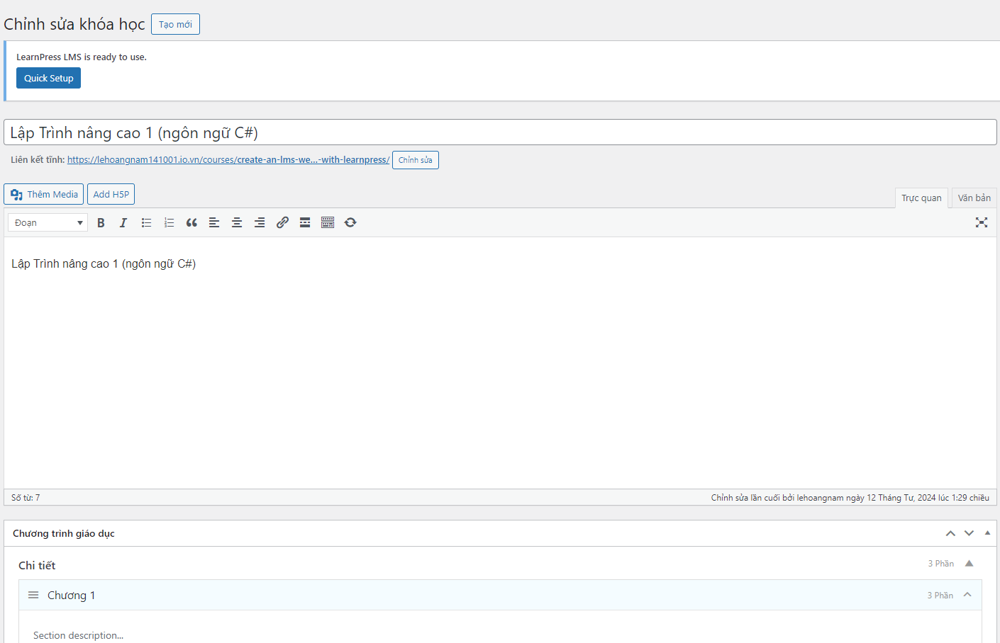 Chỉnh sửa khóa học Tạo mới
LearnPress LMS is ready to use.
Quick Setup
Lập Trình nâng cao 1 (ngôn ngữ C#)
Liên kết tĩnh: https://lehoangnam141001.io.vn/courses/create-an-lms-we...-with-learnpress/ Chỉnh sửa
Thêm Media Add H5P Trực quan Văn bản
Đoạn
Lập Trình nâng cao 1 (ngôn ngữ C#)
Số từ: 7 Chỉnh sửa lần cuối bởi lehoangnam ngày 12 Tháng Tư, 2024 lúc 1:29 chiều
Chương trình giáo dục
Chi tiết 3 Phần
Chương 1 3 Phần
Section description...